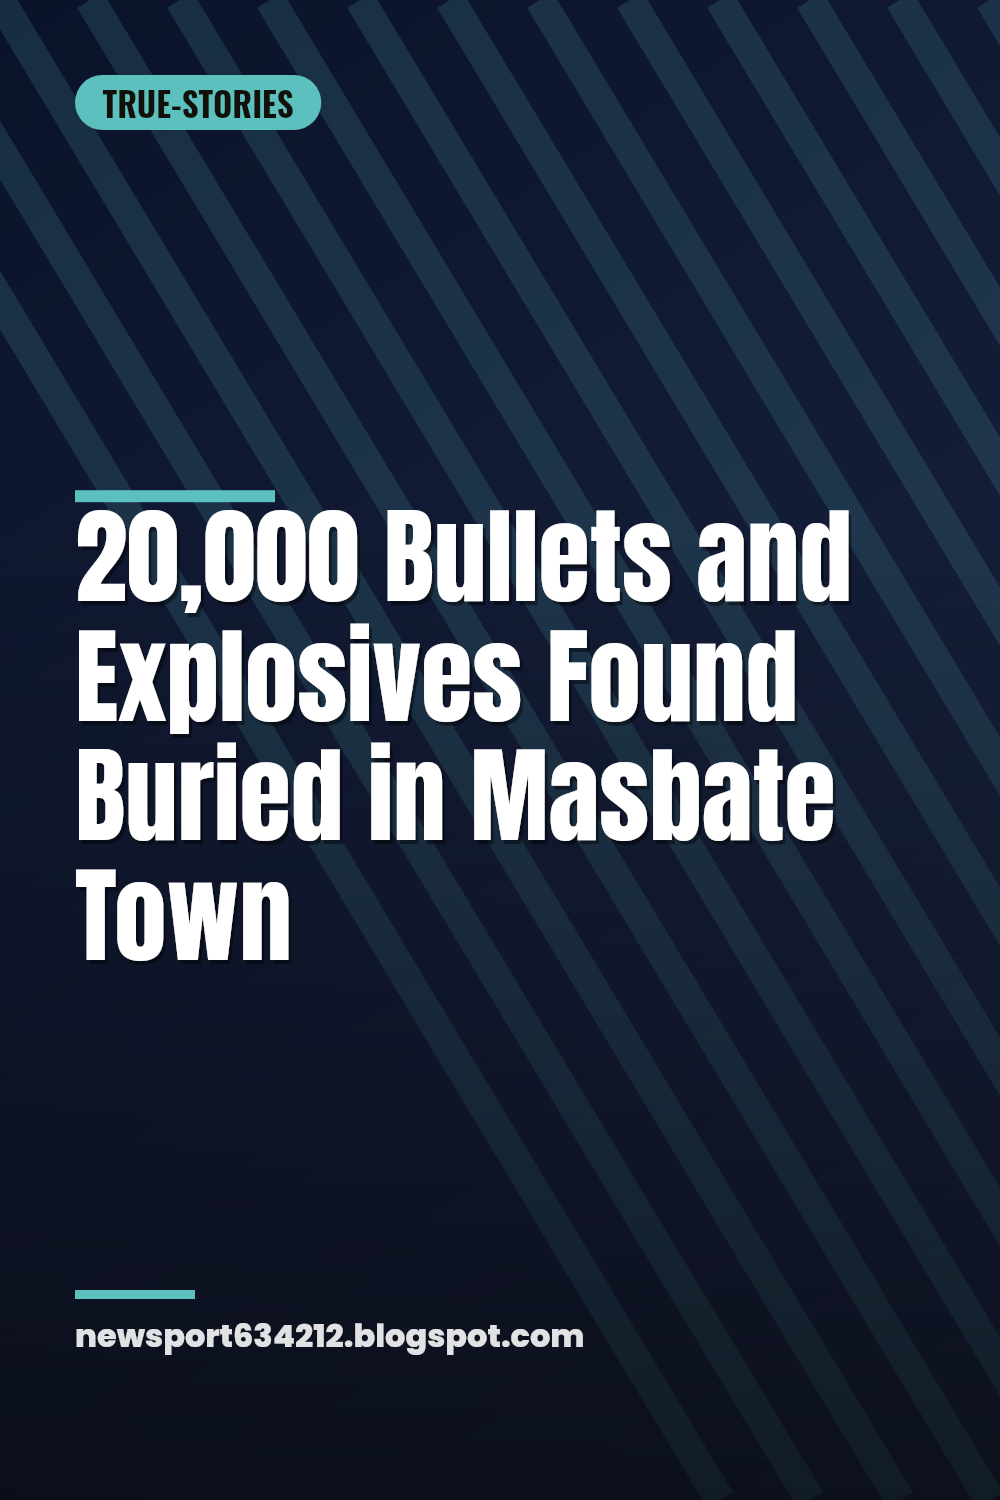 TRUE-STORIES
20,000 Bullets and
Explosives Found
Buried in Masbate
Town
newsport634212.blogspot.com